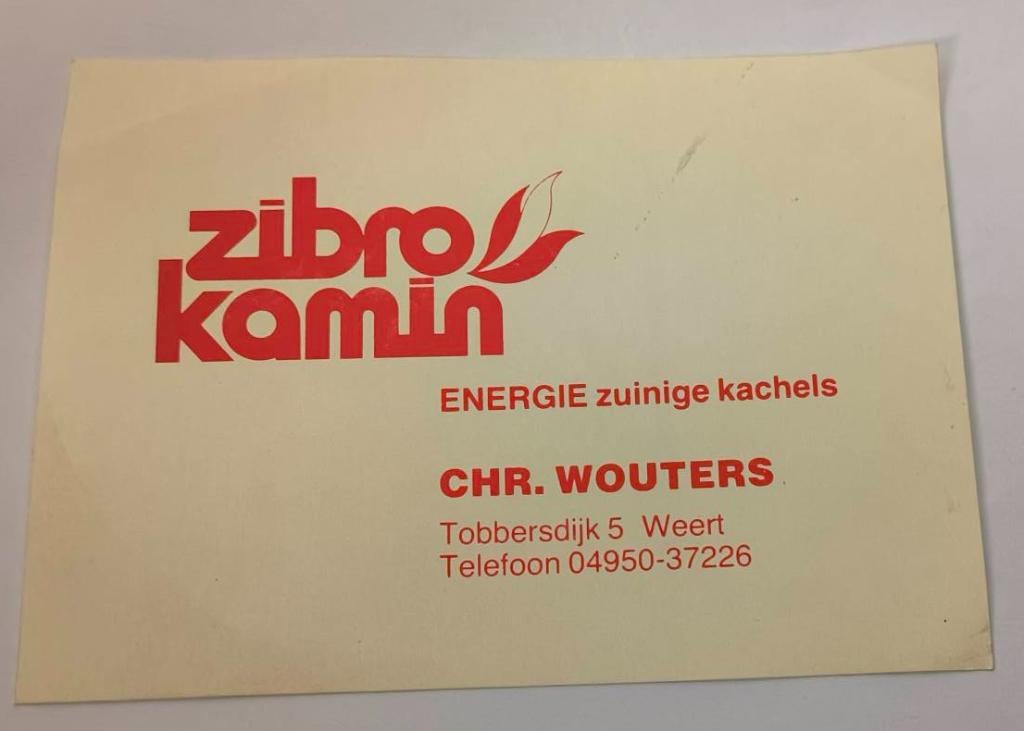 zibro
kamin
ENERGIE zuinige kachels
CHR. WOUTERS
Tobbersdijk 5 Weert
Telefoon 04950-37226